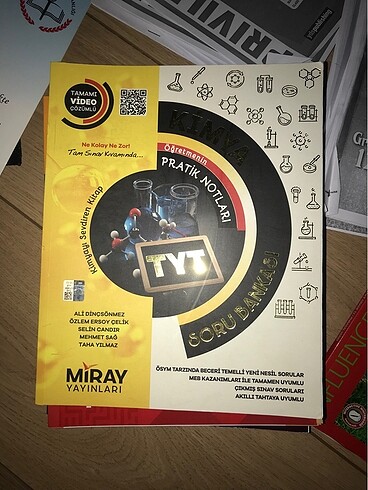 TAMAMI
VİDEO
ÇÖZÜMLÜ
Ne Kolay Ne Zor!
Tam Sınav Kıvamında...
KİMYA
Öğretmenin
PRATİK NOTLARI
Kimyayı Sevdiren Kitap
TYT
SORU BANKASI
ALİ DİNÇSÖNMEZ
ÖZLEM ERSOY ÇELİK
SELİN CANDIR
MEHMET SAĞ
TAHA YILMAZ
MİRAY
YAYINLARI
ÖSYM TARZINDA BECERİ TEMELLİ YENİ NESİL SORULAR
MEB KAZANIMLARI İLE TAMAMEN UYUMLU
ÇIKMIŞ SINAV SORULARI
AKILLI TAHTAYA UYUMLU